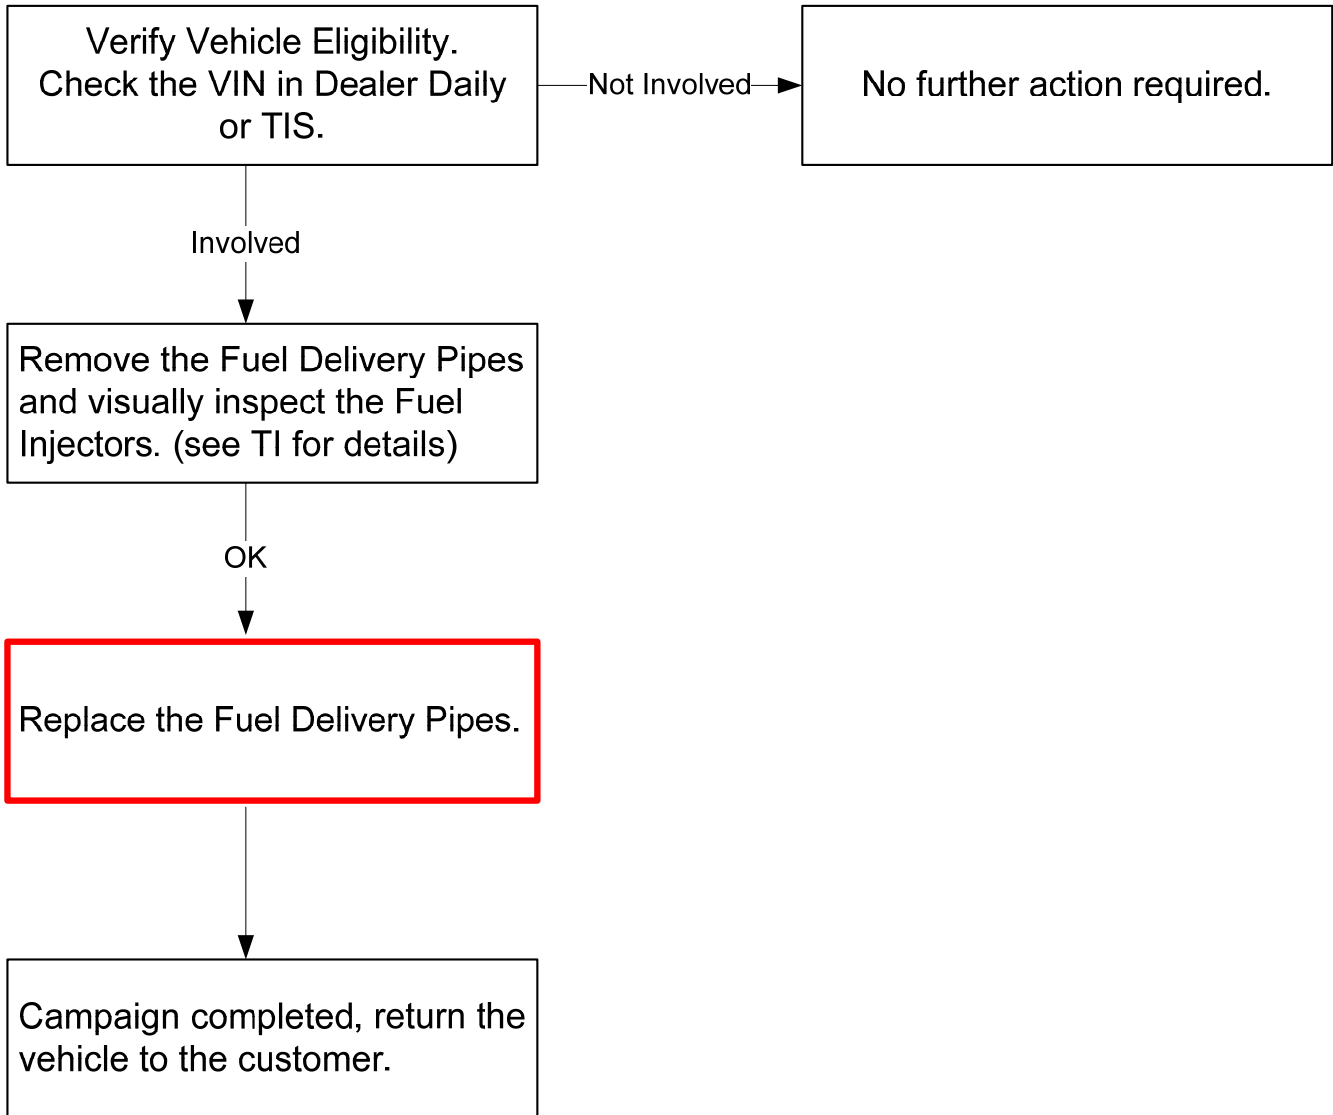 Verify Vehicle Eligibility.
Check the VIN in Dealer Daily
or TIS.
Not Involved
No further action required.
Involved
Remove the Fuel Delivery Pipes
and visually inspect the Fuel
Injectors. (see TI for details)
OK
Replace the Fuel Delivery Pipes.
Campaign completed, return the
vehicle to the customer.